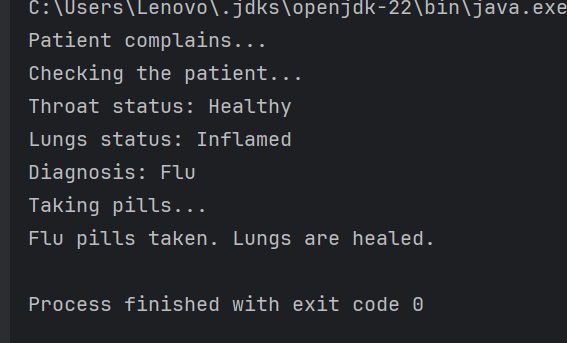 C:\Users\Lenovo\.jdks\openjdk-22\bin\java.exe
Patient complains...
Checking the patient...
Throat status: Healthy
Lungs status: Inflamed
Diagnosis: Flu
Taking pills...
Flu pills taken. Lungs are healed.
Process finished with exit code 0